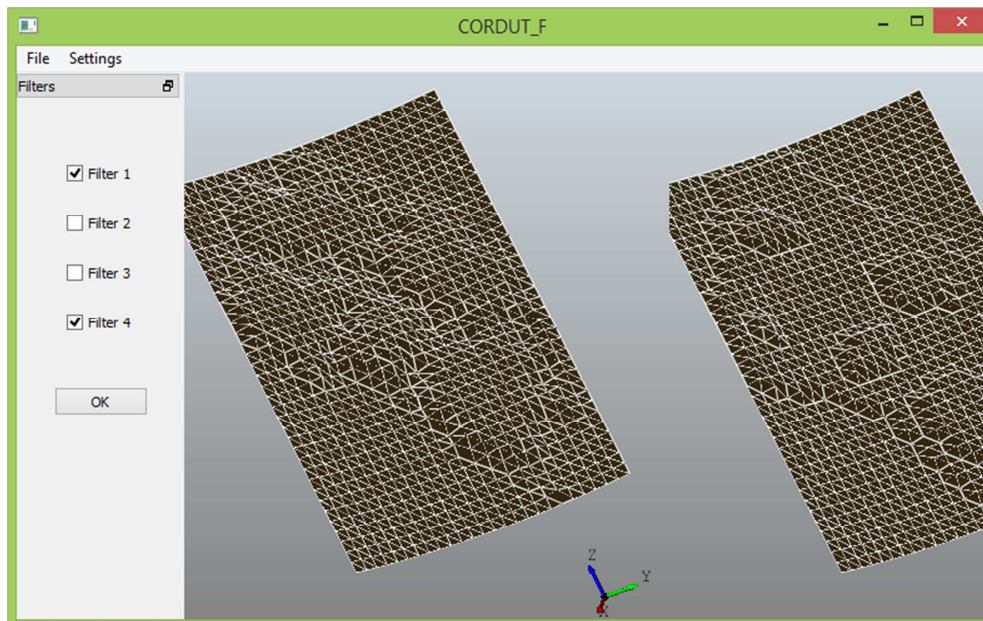 CORDUT_F
File Settings
Filters
Filter 1
Filter 2
Filter 3
Filter 4
OK
Z
Y
X